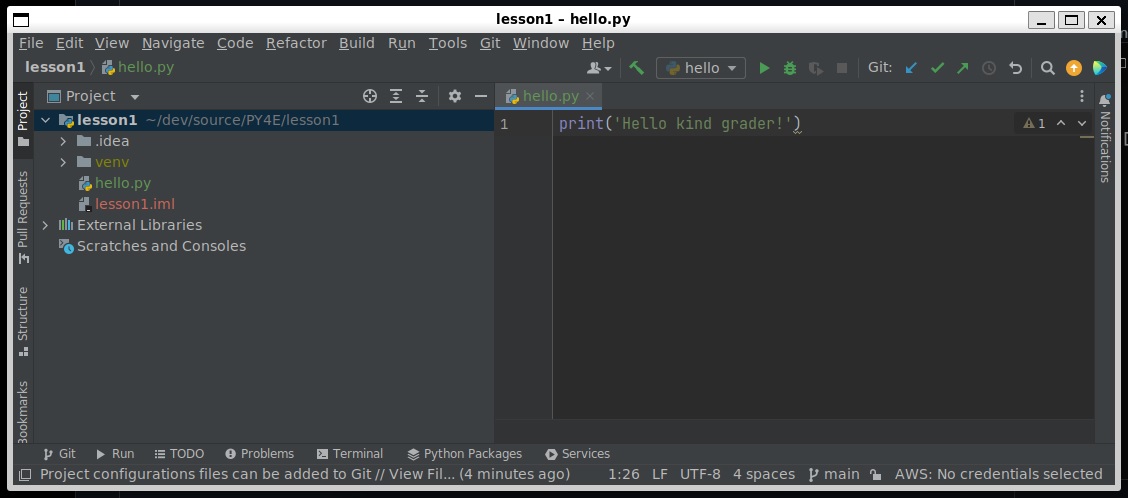 lesson1 – hello.py
File Edit View Navigate Code Refactor Build Run Tools Git Window Help
lesson1 hello.py hello Git:
Project
Project
hello.py
lesson1 ~/dev/source/PY4E/lesson1
.idea
venv
hello.py
lesson1.iml
External Libraries
Scratches and Consoles
1 print('Hello kind grader!')
1
Notifications
Pull Requests
Structure
Bookmarks
Git Run TODO Problems Terminal Python Packages Services
Project configurations files can be added to Git // View Fil... (4 minutes ago) 1:26 LF UTF-8 4 spaces main AWS: No credentials selected